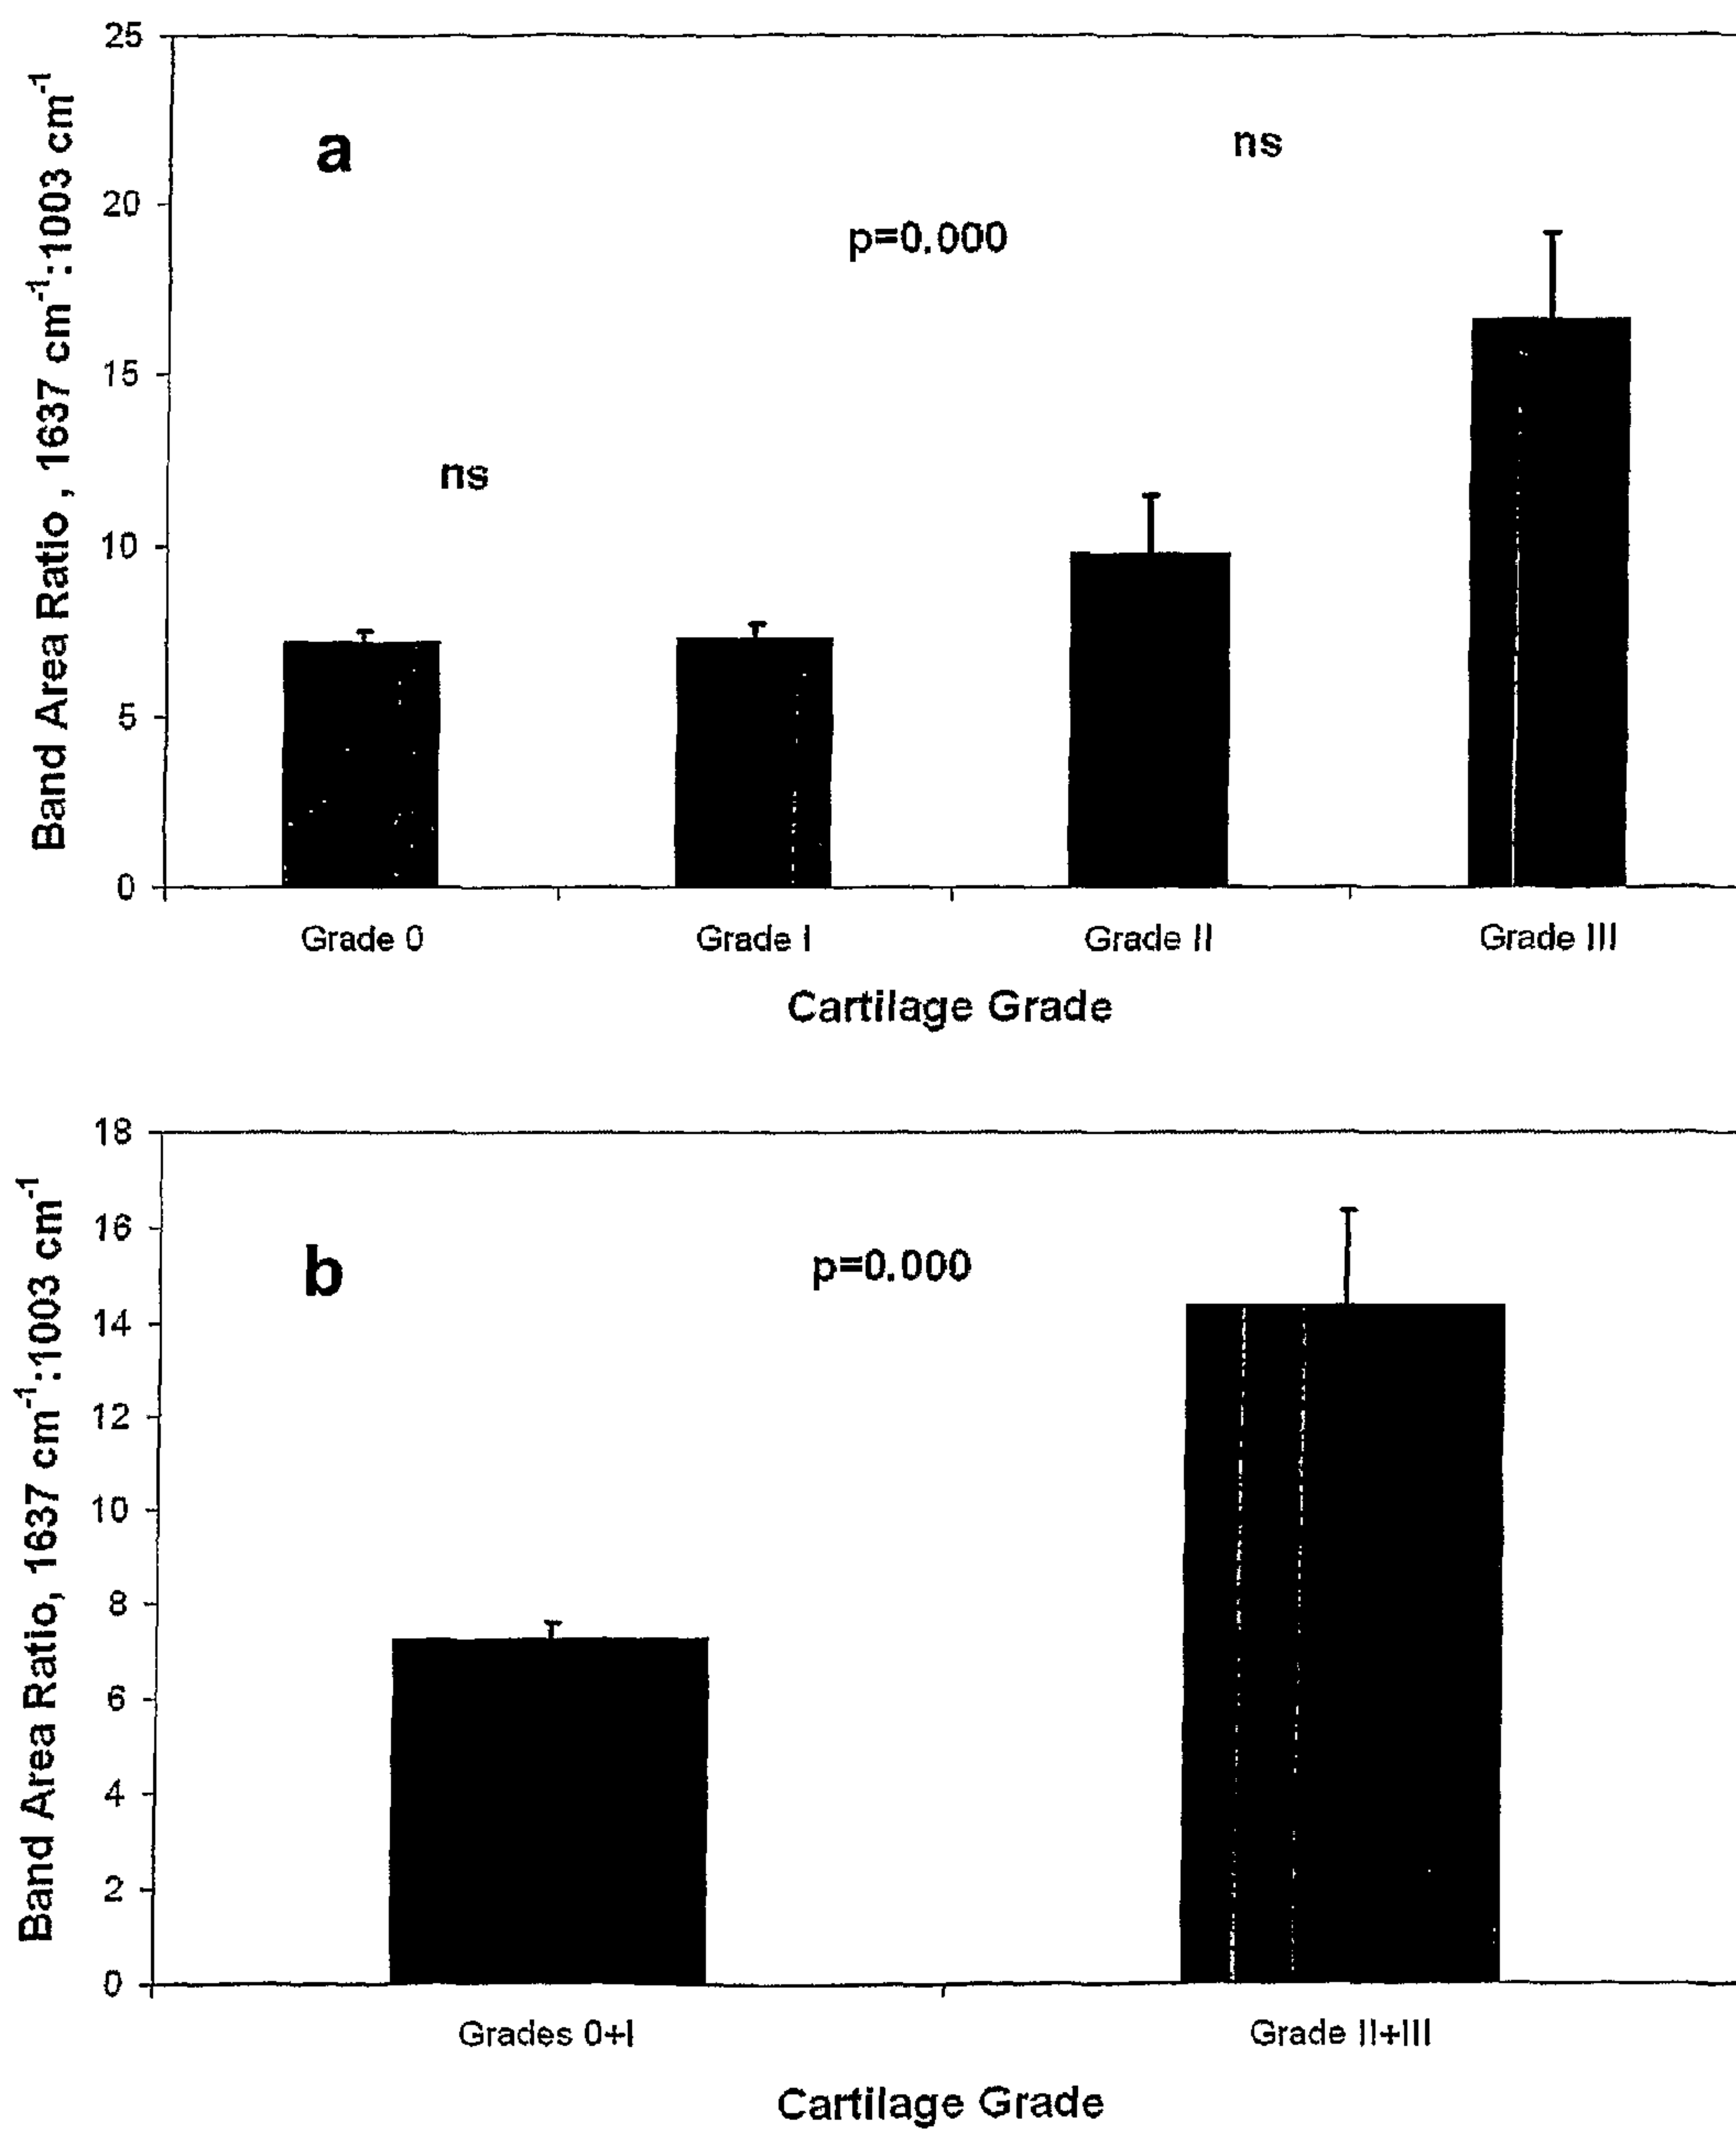 Band Area Ratio , 1637 cm⁻¹:1003 cm⁻¹
25
20
15
10
5
0
a
ns
p=0.000
ns
Grade 0
Grade I
Grade II
Grade III
Cartilage Grade
Band Area Ratio, 1637 cm⁻¹:1003 cm⁻¹
18
16
14
12
10
8
6
4
2
0
b
p=0.000
Grades 0+I
Grade II+III
Cartilage Grade